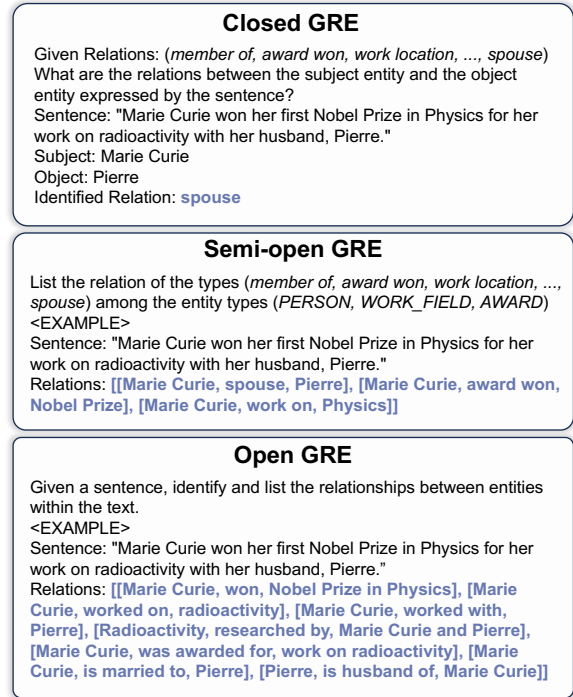 Closed GRE
Given Relations: (member of, award won, work location, ..., spouse)
What are the relations between the subject entity and the object
entity expressed by the sentence?
Sentence: "Marie Curie won her first Nobel Prize in Physics for her
work on radioactivity with her husband, Pierre."
Subject: Marie Curie
Object: Pierre
Identified Relation: spouse
Semi-open GRE
List the relation of the types (member of, award won, work location, ...,
spouse) among the entity types (PERSON, WORK_FIELD, AWARD)
<EXAMPLE>
Sentence: "Marie Curie won her first Nobel Prize in Physics for her
work on radioactivity with her husband, Pierre."
Relations: [[Marie Curie, spouse, Pierre], [Marie Curie, award won,
Nobel Prize], [Marie Curie, work on, Physics]]
Open GRE
Given a sentence, identify and list the relationships between entities
within the text.
<EXAMPLE>
Sentence: "Marie Curie won her first Nobel Prize in Physics for her
work on radioactivity with her husband, Pierre.”
Relations: [[Marie Curie, won, Nobel Prize in Physics], [Marie
Curie, worked on, radioactivity], [Marie Curie, worked with,
Pierre], [Radioactivity, researched by, Marie Curie and Pierre],
[Marie Curie, was awarded for, work on radioactivity], [Marie
Curie, is married to, Pierre], [Pierre, is husband of, Marie Curie]]